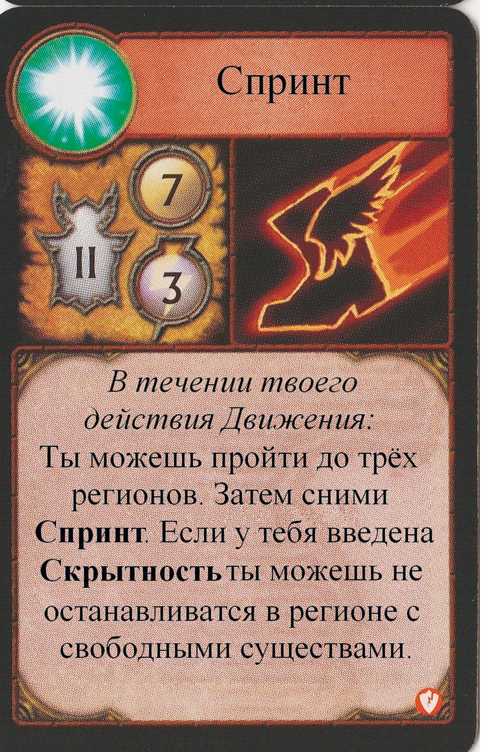 Спринт
7
II
3
В течении твоего
действия Движения:
Ты можешь пройти до трёх
регионов. Затем сними
Спринт. Если у тебя введена
Скрытность ты можешь не
останавливатся в регионе с
свободными существами.